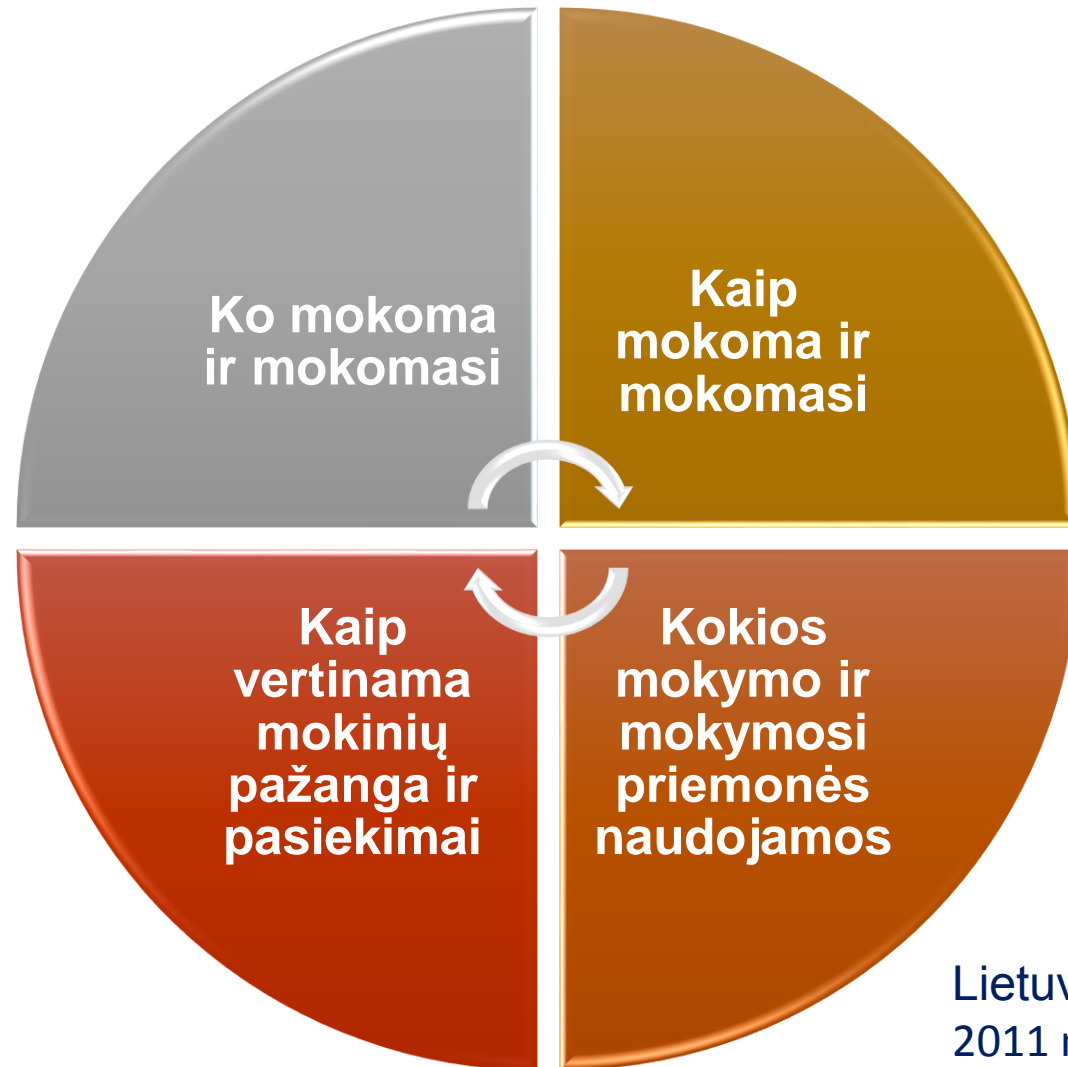 Ko mokoma
ir mokomasi
Kaip
mokoma ir
mokomasi
Kaip
vertinama
mokinių
pažanga ir
pasiekimai
Kokios
mokymo ir
mokymosi
priemonės
naudojamos
2011